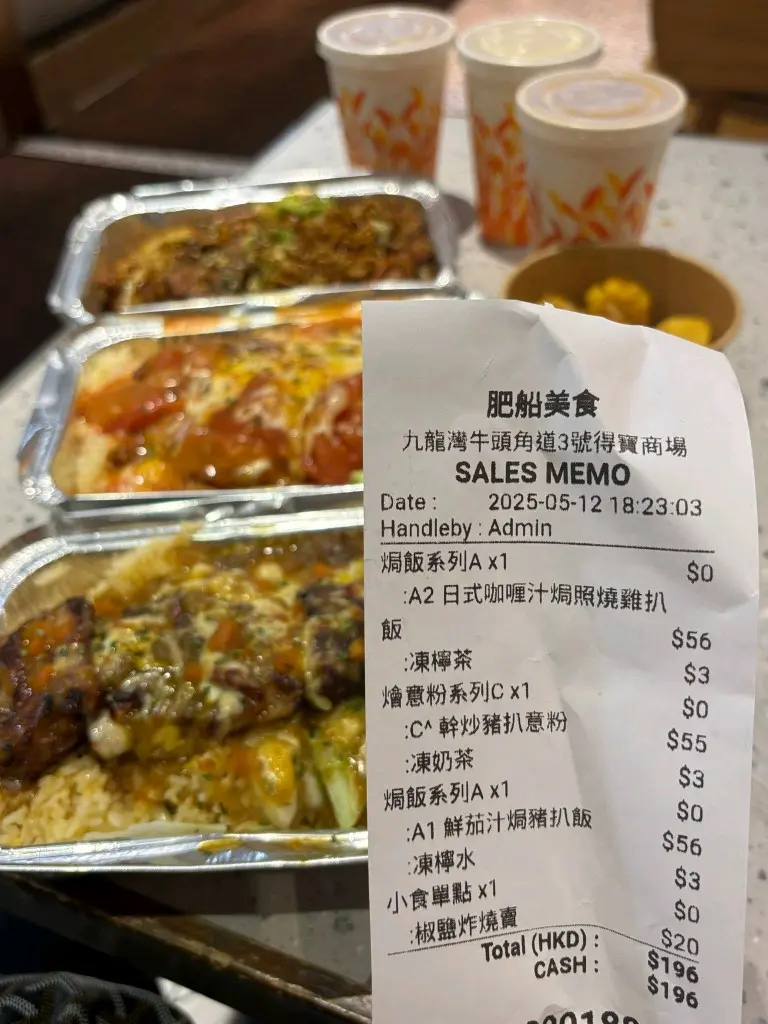 肥船美食
九龍灣牛頭角道3號得寶商場
SALES MEMO
Date : 2025-05-12 18:23:03
Handleby : Admin
焗飯系列A x1 $0
:A2 日式咖喱汁焗照燒雞扒
飯 $56
:凍檸茶 $3
燴意粉系列C x1 $0
:C^ 幹炒豬扒意粉 $55
:凍奶茶 $3
焗飯系列A x1 $0
:A1 鮮茄汁焗豬扒飯 $56
:凍檸水 $3
小食單點 x1 $0
:椒鹽炸燒賣 $20
Total (HKD) : $196
CASH : $196